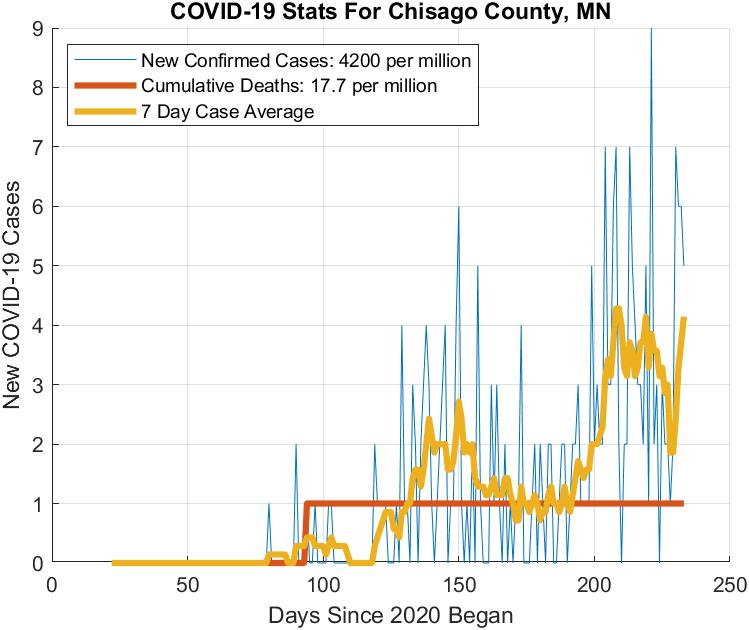 COVID-19 Stats For Chisago County, MN
New Confirmed Cases: 4200 per million
Cumulative Deaths: 17.7 per million
7 Day Case Average
New COVID-19 Cases
9
8
7
6
5
4
3
2
1
0
0 50 100 150 200 250
Days Since 2020 Began